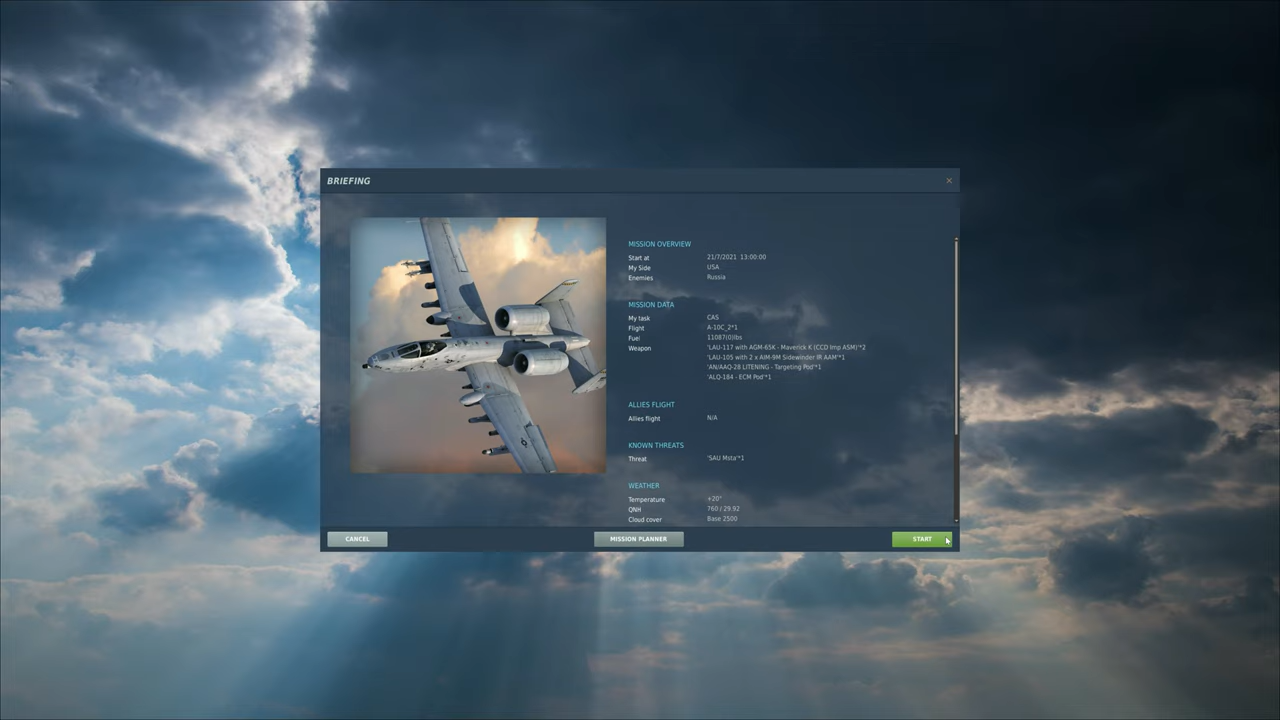 BRIEFING
MISSION OVERVIEW
Start at 21/7/2021 13:00:00
My Side USA
Enemies Russia
MISSION DATA
My task CAS
Flight A-10C_2*1
Fuel 11087(0)lbs
Weapon 'LAU-117 with AGM-65K - Maverick K (CCD Imp ASM)'*2
'LAU-105 with 2 x AIM-9M Sidewinder IR AAM'*1
'AN/AAQ-28 LITENING - Targeting Pod'*1
'ALQ-184 - ECM Pod'*1
ALLIES FLIGHT
Allies flight N/A
KNOWN THREATS
Threat 'SAU Msta'*1
WEATHER
Temperature +20°
QNH 760 / 29.92
Cloud cover Base 2500
CANCEL MISSION PLANNER START